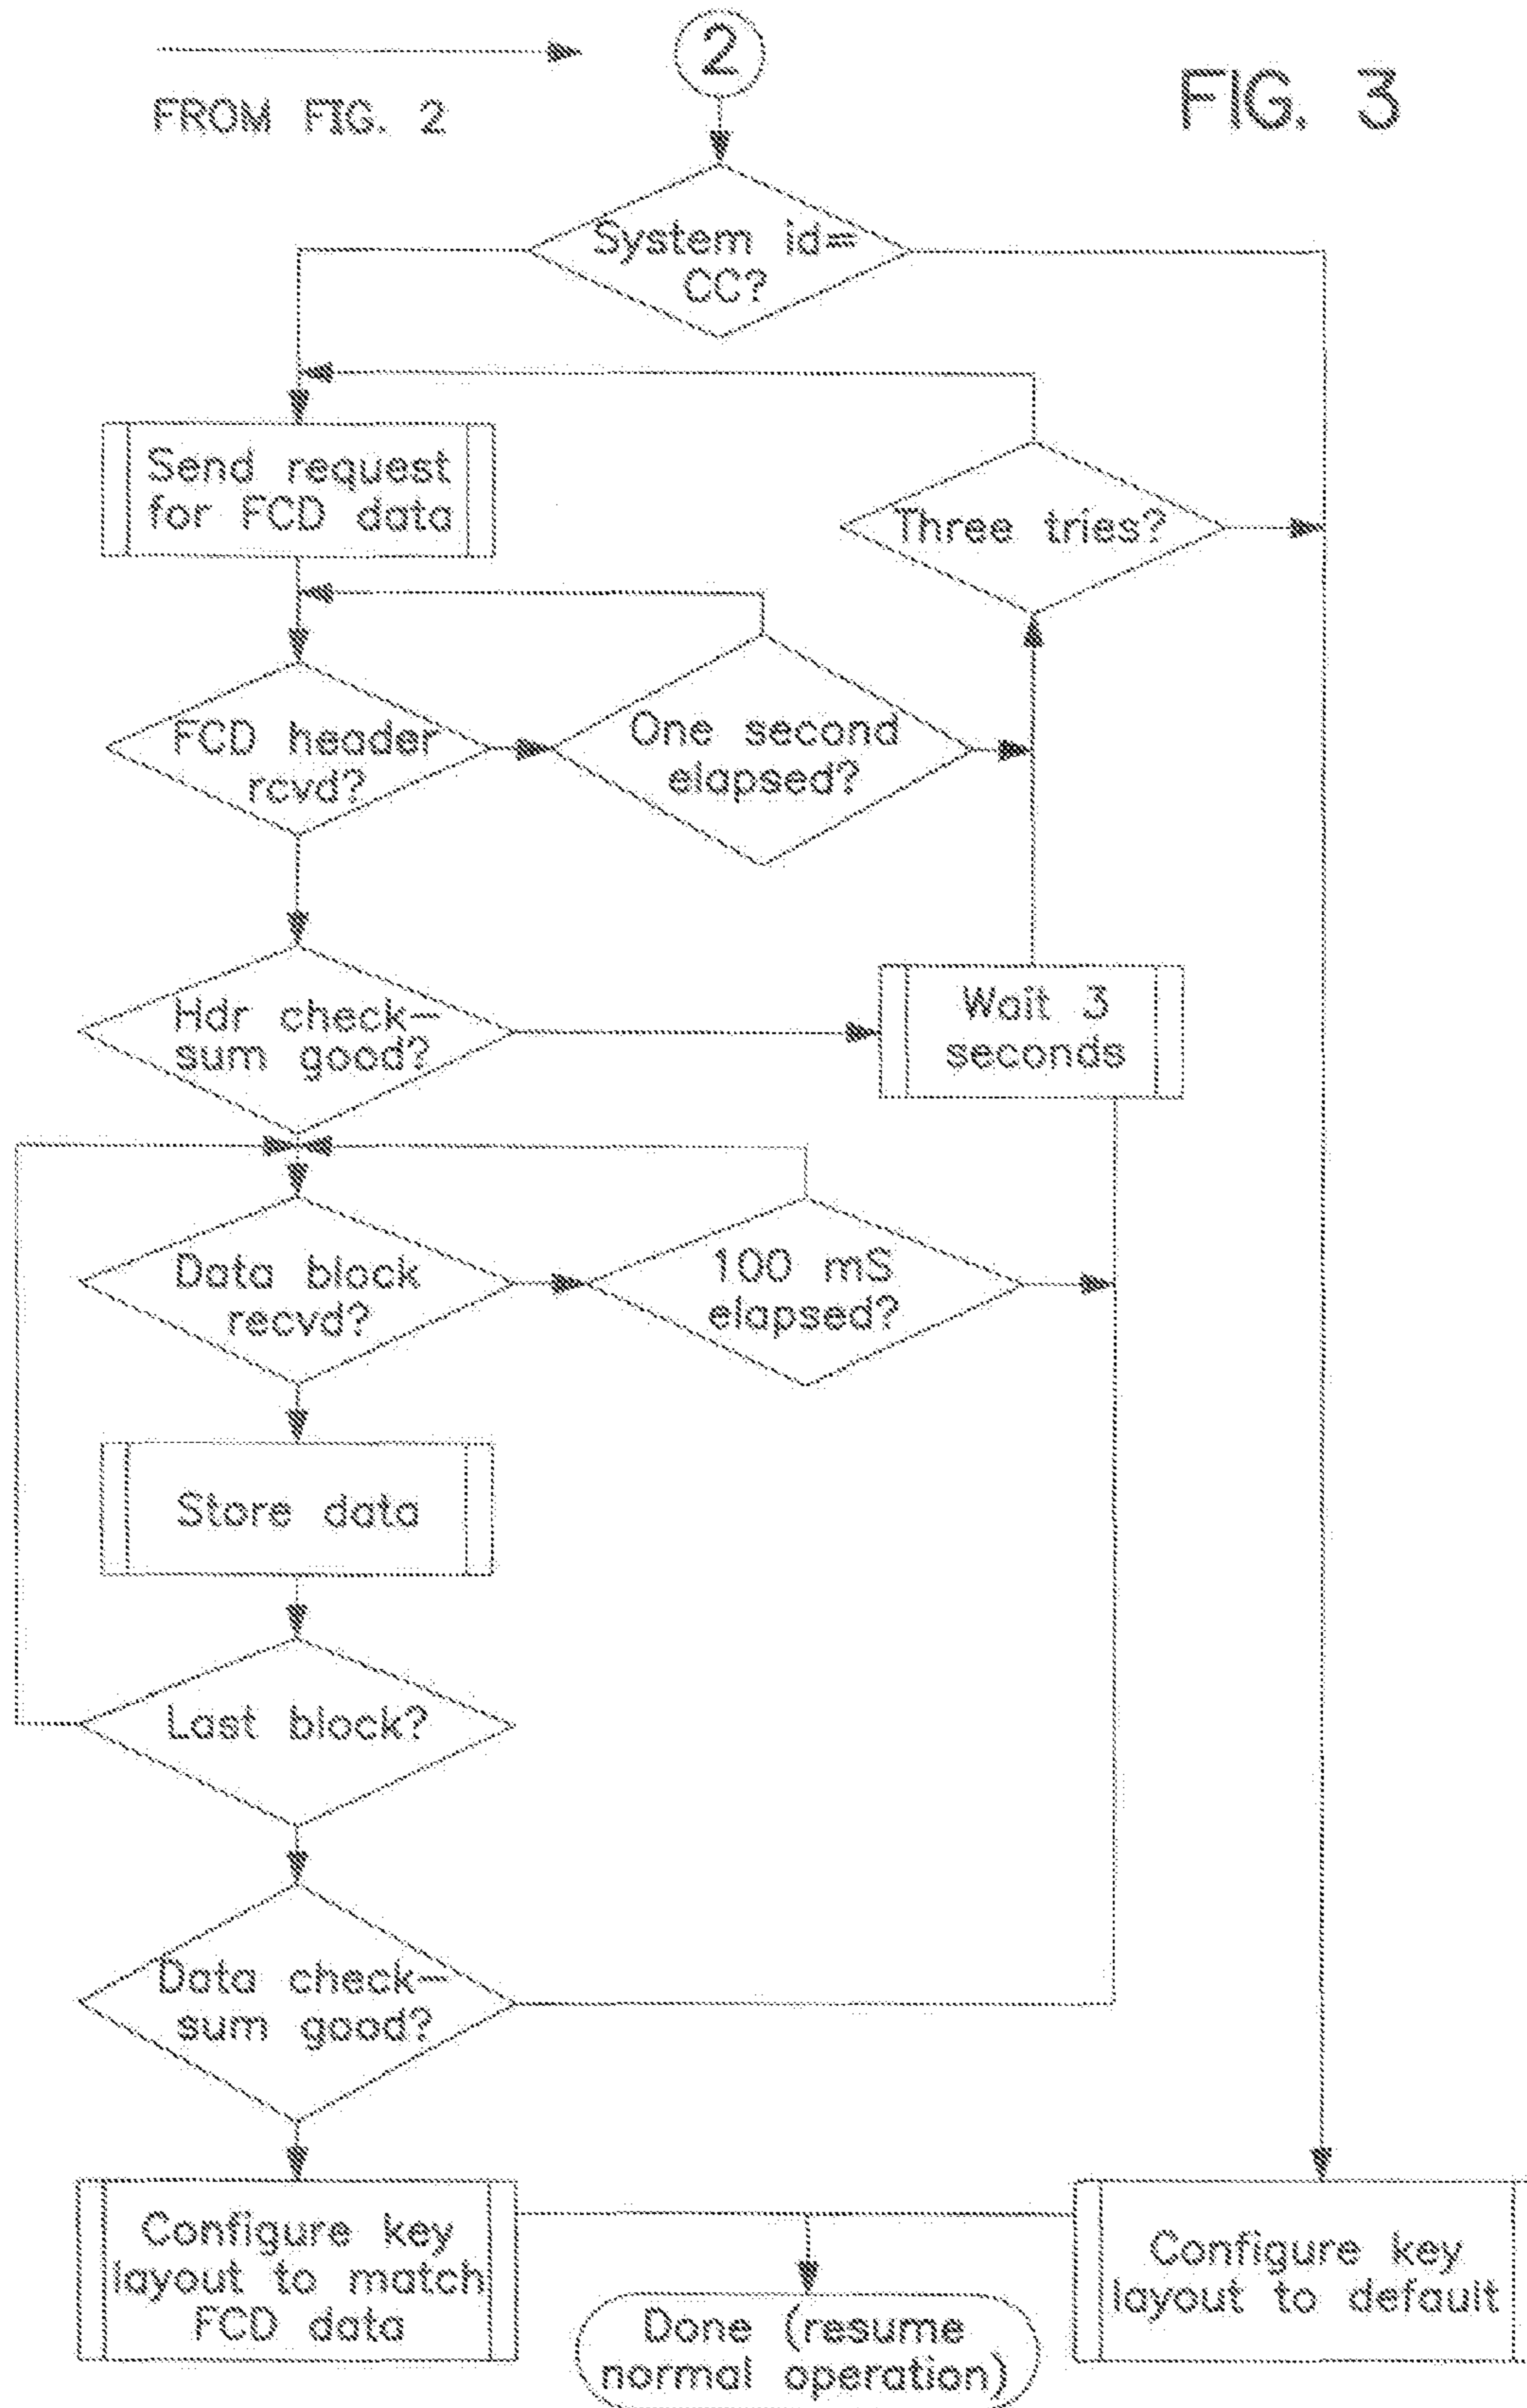 2
FROM FIG. 2
FIG. 3
System id=
CC?
Send request
for FCD data
Three tries?
FCD header
rcvd?
One second
elapsed?
Hdr check-
sum good?
Wait 3
seconds
Data block
recvd?
100 mS
elapsed?
Store data
Last block?
Data check-
sum good?
Configure key
layout to match
FCD data
Configure key
layout to default
Done (resume
normal operation)